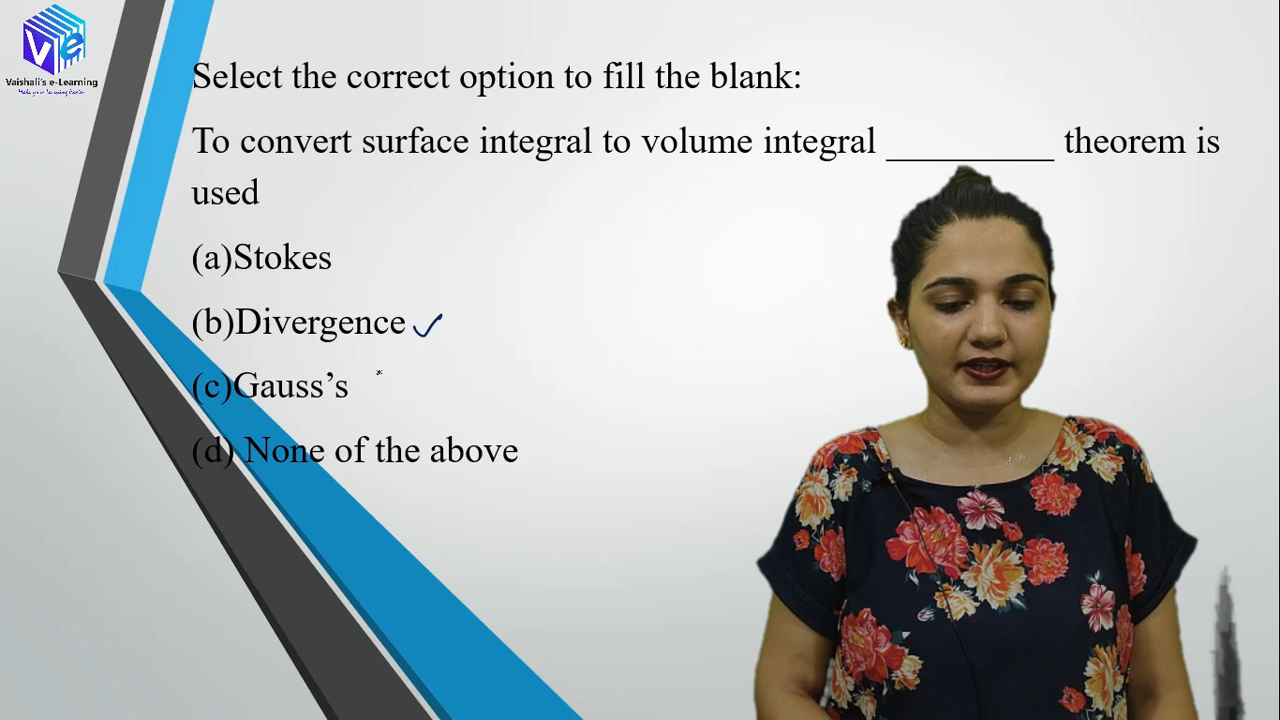 Vaishali's e-Learning
Select the correct option to fill the blank:
To convert surface integral to volume integral _________ theorem is
used
(a)Stokes
(b)Divergence
(c)Gauss’s
(d) None of the above